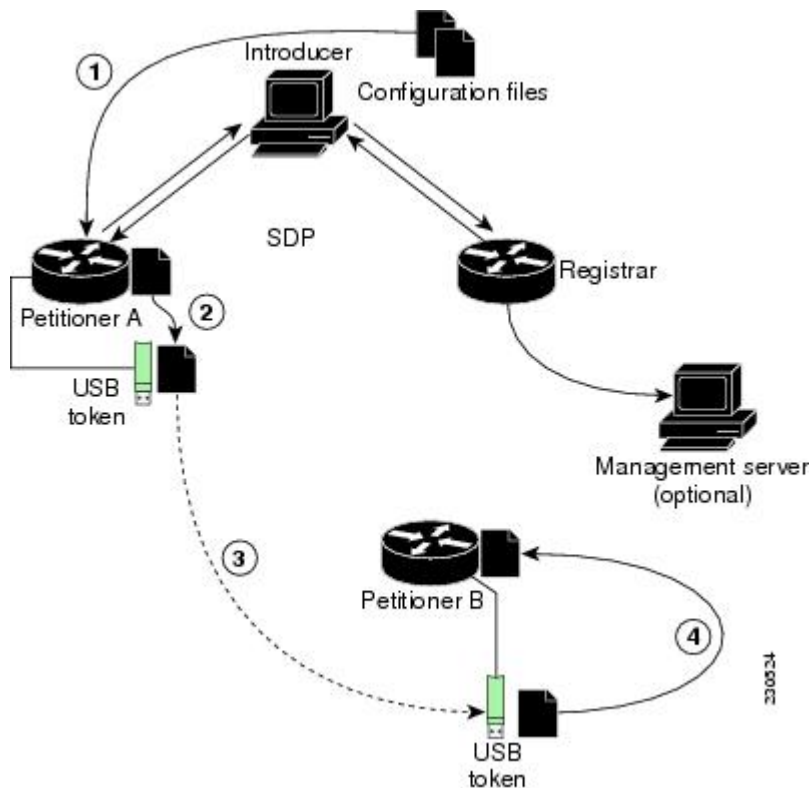 Introducer
1
Configuration files
SDP
Registrar
Petitioner A
2
USB
token
Management server
(optional)
3
Petitioner B
4
230524
USB
token